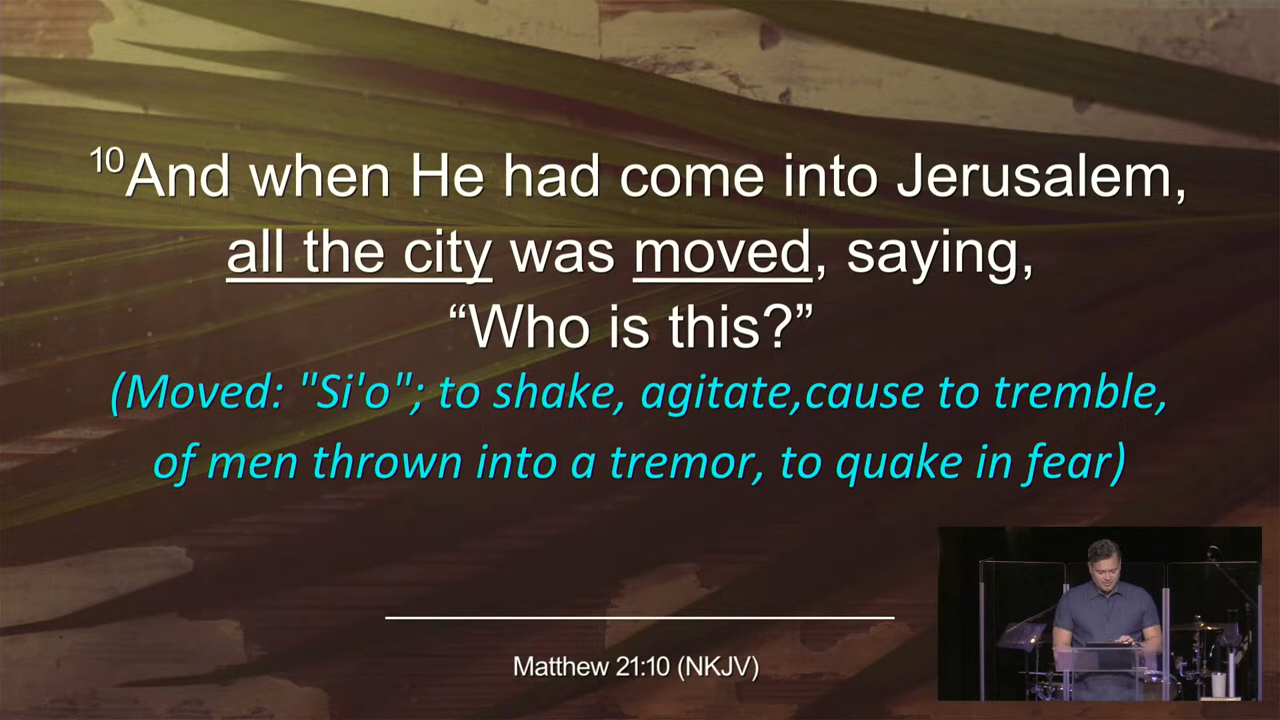 10And when He had come into Jerusalem,
all the city was moved, saying,
“Who is this?”
(Moved: "Si'o"; to shake, agitate,cause to tremble,
of men thrown into a tremor, to quake in fear)
Matthew 21:10 (NKJV)